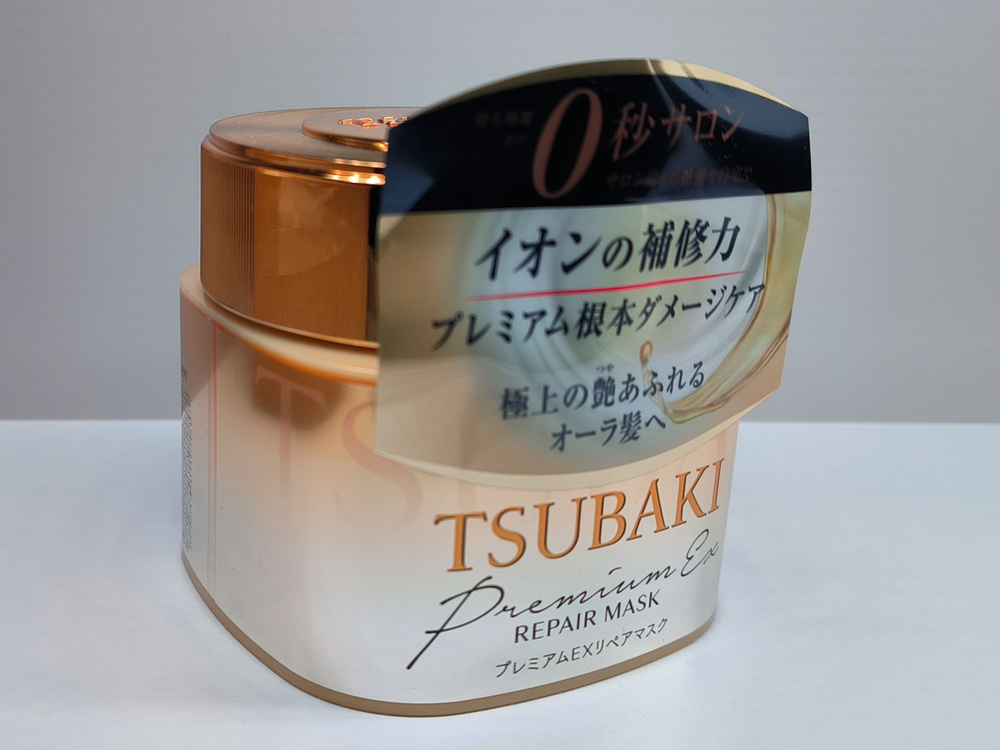 0秒サロン
イオンの補修力
プレミアム根本ダメージケア
つや
極上の艶あふれる
オーラ髪へ
TSUBAKI
Premium Ex
REPAIR MASK
プレミアムEXリペアマスク